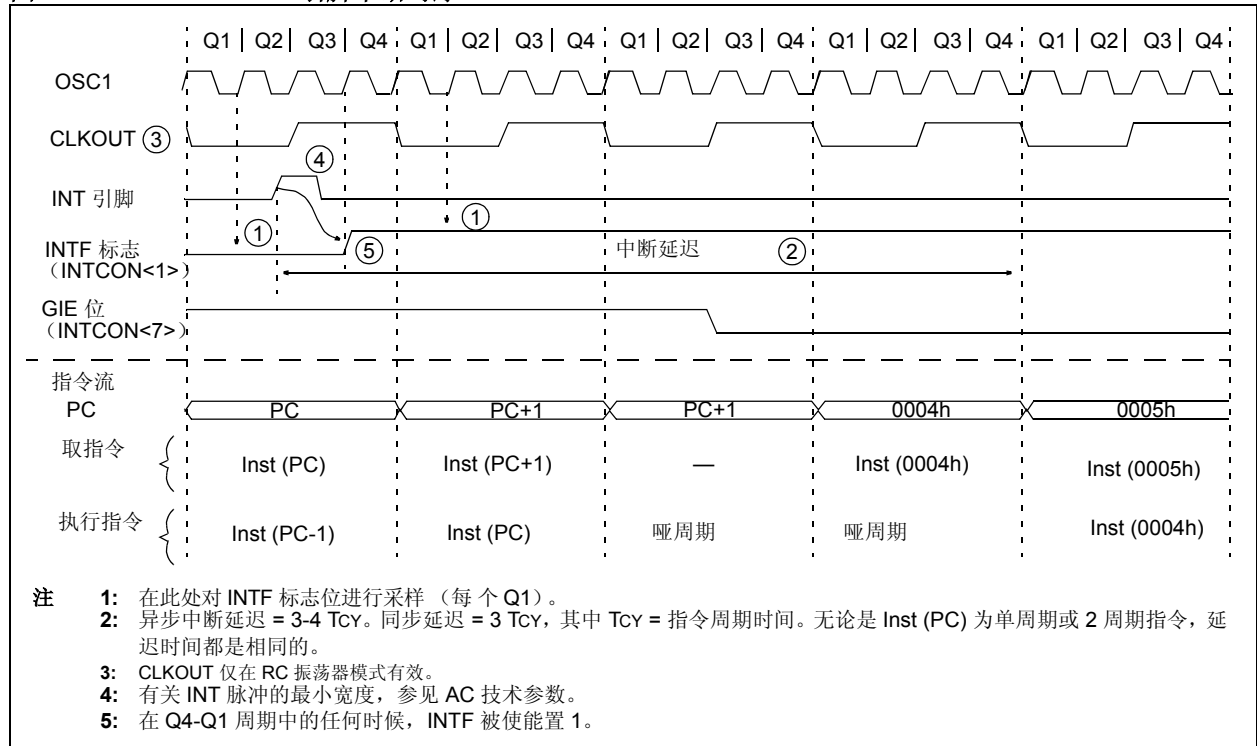 Q1 Q2 Q3 Q4 Q1 Q2 Q3 Q4 Q1 Q2 Q3 Q4 Q1 Q2 Q3 Q4 Q1 Q2 Q3 Q4
OSC1
CLKOUT ③
④
INT 引脚
① ①
INTF 标志
（INTCON<1>）
⑤ 中断延迟 ②
GIE 位
（INTCON<7>）
指令流
PC PC PC+1 PC+1 0004h 0005h
取指令 Inst (PC) Inst (PC+1) — Inst (0004h) Inst (0005h)
执行指令 Inst (PC-1) Inst (PC) 哑周期 哑周期 Inst (0004h)
注 1: 在此处对 INTF 标志位进行采样 （每 个 Q1）。
2: 异步中断延迟 = 3-4 TCY。同步延迟 = 3 TCY，其中 TCY = 指令周期时间。无论是 Inst (PC) 为单周期或 2 周期指令，延
迟时间都是相同的。
3: CLKOUT 仅在 RC 振荡器模式有效。
4: 有关 INT 脉冲的最小宽度，参见 AC 技术参数。
5: 在 Q4-Q1 周期中的任何时候，INTF 被使能置 1。